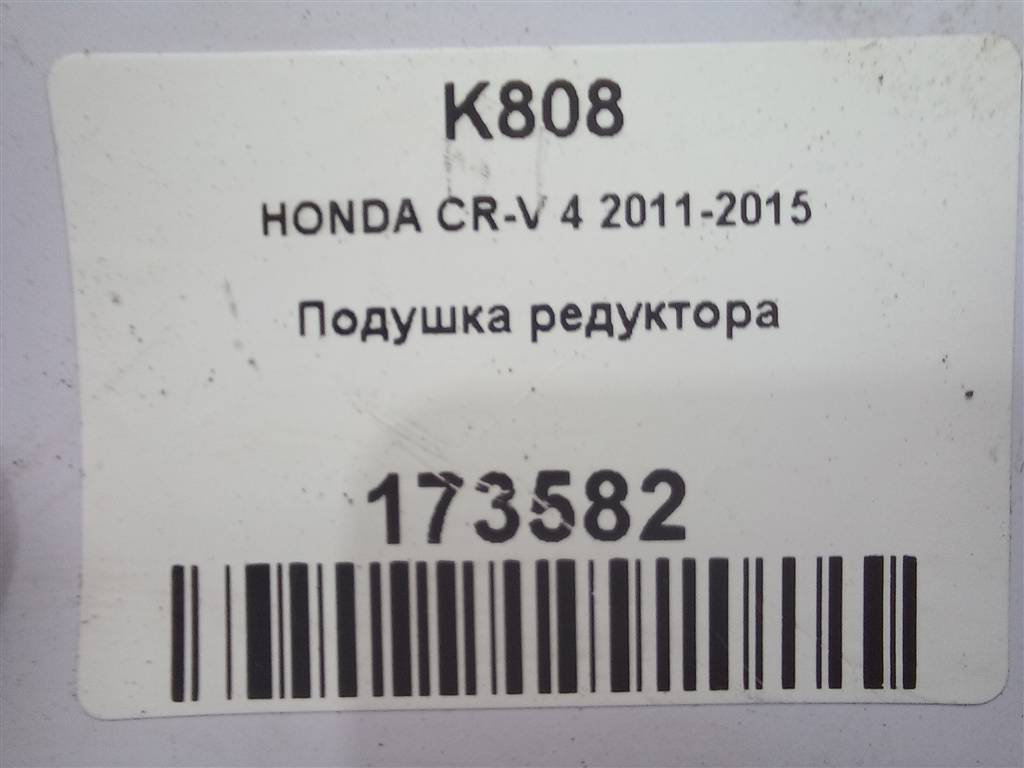 K808
HONDA CR-V 4 2011-2015
Подушка редуктора
173582